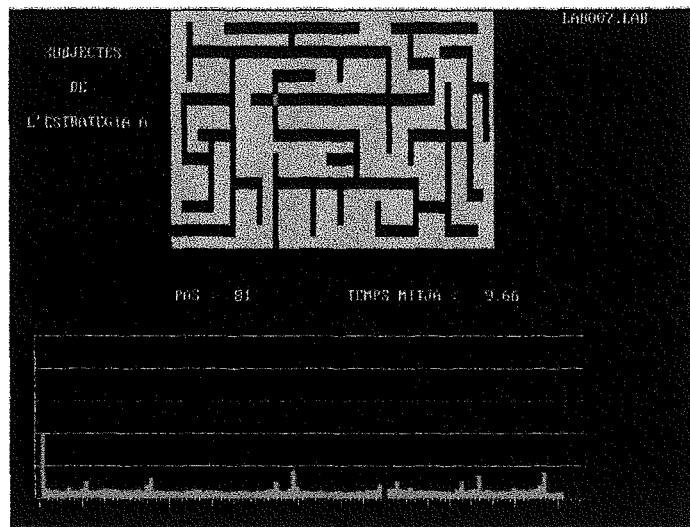 LAB007.LAB
SUBJECTES
DE
L'ESTRATEGIA A
PAS : 81 TEMPS MITJA : 9.66